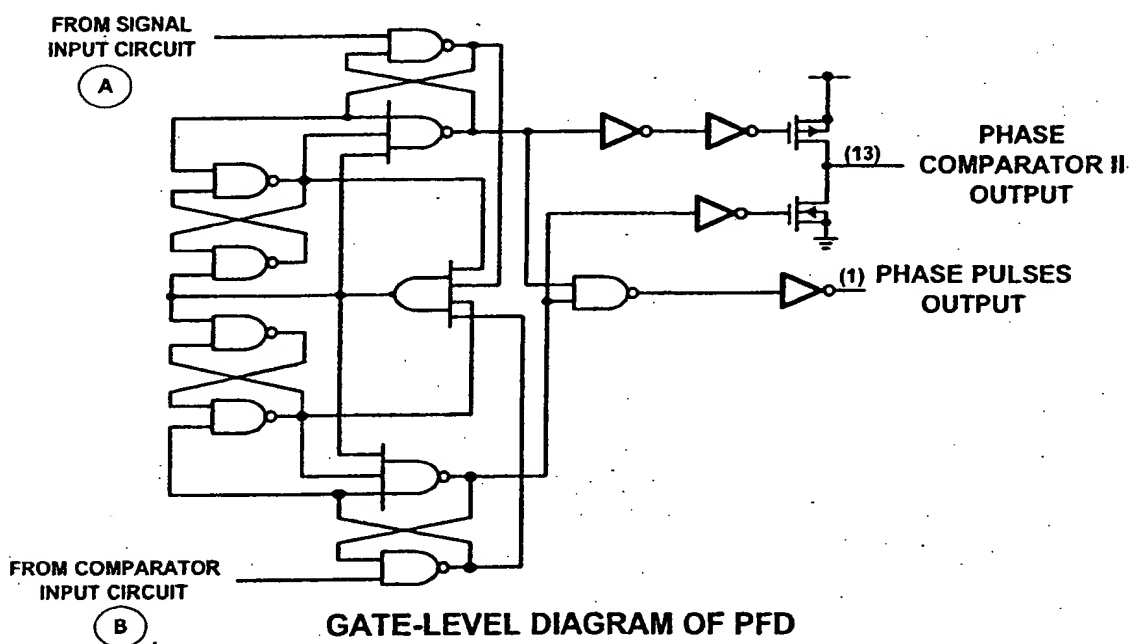 FROM SIGNAL
INPUT CIRCUIT
A
PHASE
COMPARATOR II
OUTPUT
(13)
(1) PHASE PULSES
OUTPUT
FROM COMPARATOR
INPUT CIRCUIT
B
GATE-LEVEL DIAGRAM OF PFD